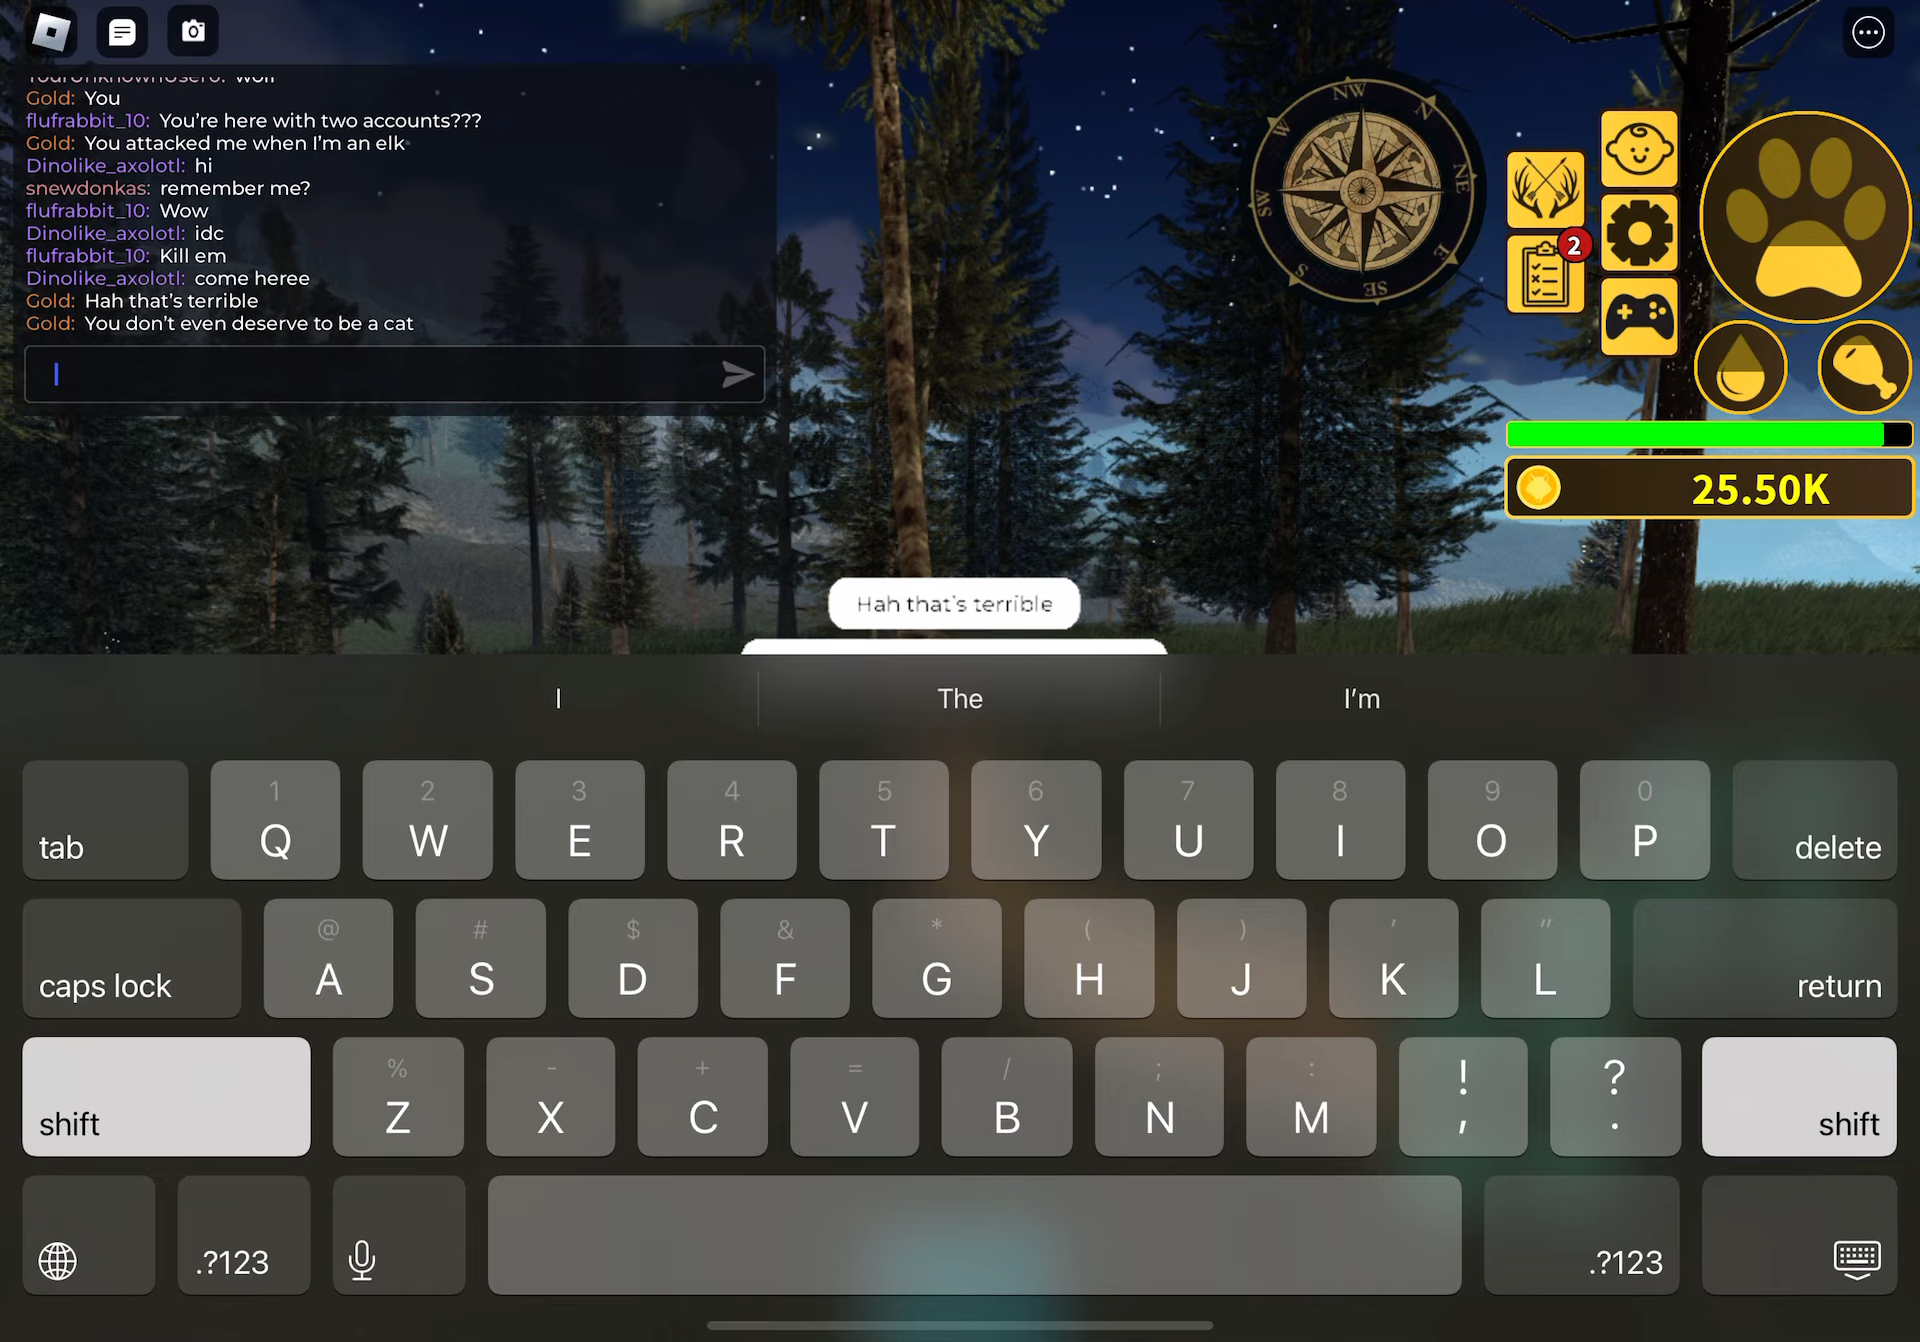 YourUnknownUser0: wolf
Gold: You
flufrabbit_10: You're here with two accounts???
Gold: You attacked me when I'm an elk
Dinolike_axolotl: hi
snewdonkas: remember me?
flufrabbit_10: Wow
Dinolike_axolotl: idc
flufrabbit_10: Kill em
Dinolike_axolotl: come heree
Gold: Hah that's terrible
Gold: You don't even deserve to be a cat
NW
N
W
NE
SW
E
S
SE
2
25.50K
Hah that's terrible
I The I'm
1 2 3 4 5 6 7 8 9 0
tab Q W E R T Y U I O P delete
@ # $ & * ( ) ' "
caps lock A S D F G H J K L return
% - + = / ; : ! ?
shift Z X C V B N M , . shift
.?123 .?123